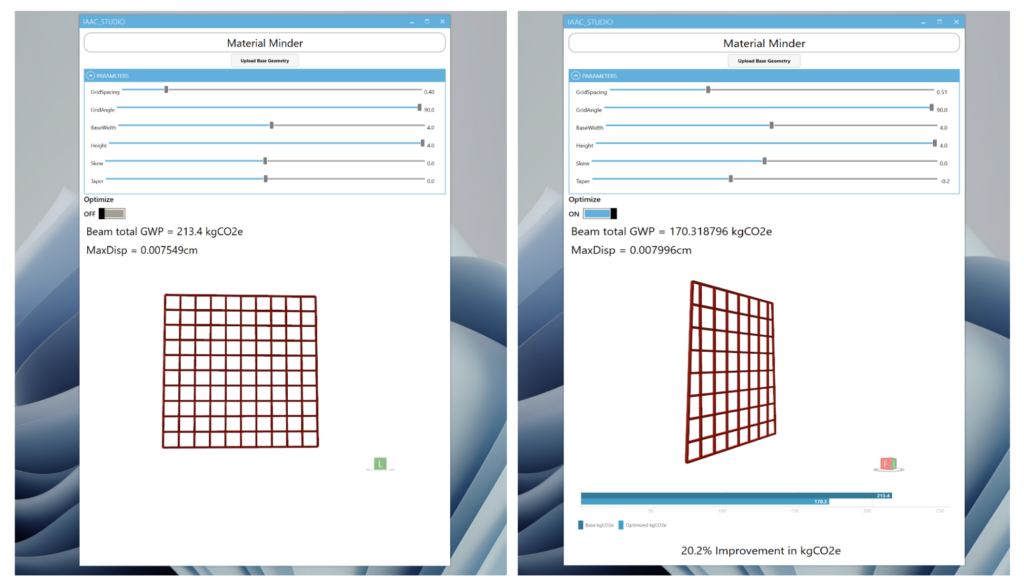 IAAC_STUDIO
Material Minder
Upload Base Geometry
PARAMETERS
GridSpacing 0.40
GridAngle 90.0
BaseWidth 4.0
Height 4.0
Skew 0.0
Taper 0.0
Optimize
OFF
Beam total GWP = 213.4 kgCO2e
MaxDisp = 0.007549cm
L
IAAC_STUDIO
Material Minder
Upload Base Geometry
PARAMETERS
GridSpacing 0.51
GridAngle 90.0
BaseWidth 4.0
Height 4.0
Skew 0.0
Taper -0.2
Optimize
ON
Beam total GWP = 170.318796 kgCO2e
MaxDisp = 0.007996cm
F L
213.4
170.3
50 100 150 200 250
Base kgCO2e Optimized kgCO2e
20.2% Improvement in kgCO2e